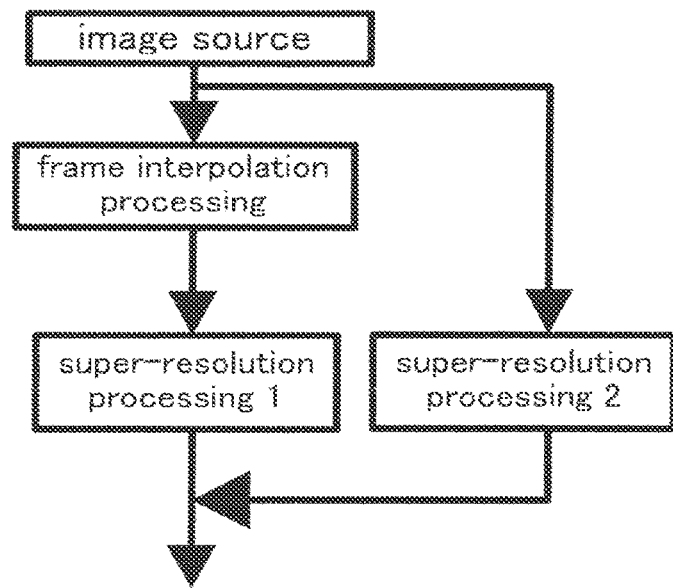 image source
frame interpolation
processing
super-resolution
processing 1
super-resolution
processing 2